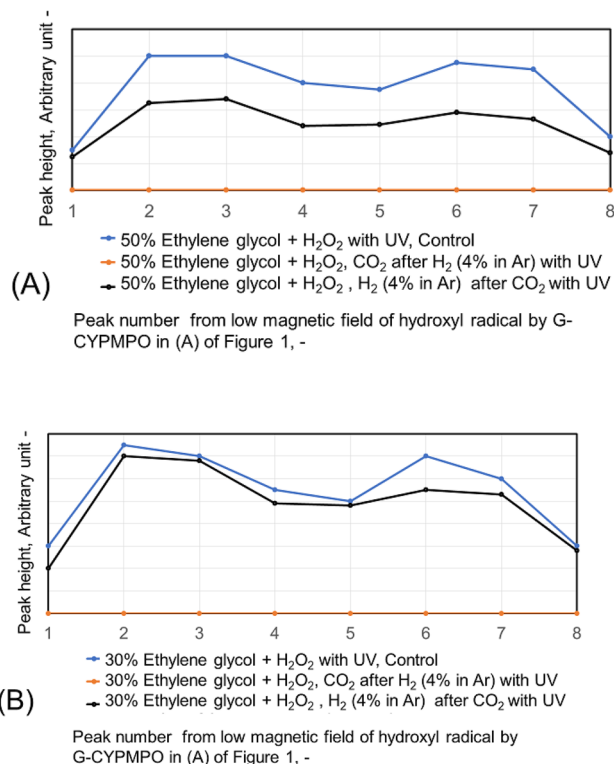 Peak height, Arbitrary unit -
1 2 3 4 5 6 7 8
50% Ethylene glycol + H₂O₂ with UV, Control
50% Ethylene glycol + H₂O₂, CO₂ after H₂ (4% in Ar) with UV
50% Ethylene glycol + H₂O₂ , H₂ (4% in Ar) after CO₂ with UV
(A)
Peak number from low magnetic field of hydroxyl radical by G-
CYPMPO in (A) of Figure 1, -
Peak height, Arbitrary unit -
1 2 3 4 5 6 7 8
30% Ethylene glycol + H₂O₂ with UV, Control
30% Ethylene glycol + H₂O₂, CO₂ after H₂ (4% in Ar) with UV
30% Ethylene glycol + H₂O₂ , H₂ (4% in Ar) after CO₂ with UV
(B)
Peak number from low magnetic field of hydroxyl radical by
G-CYPMPO in (A) of Figure 1, -